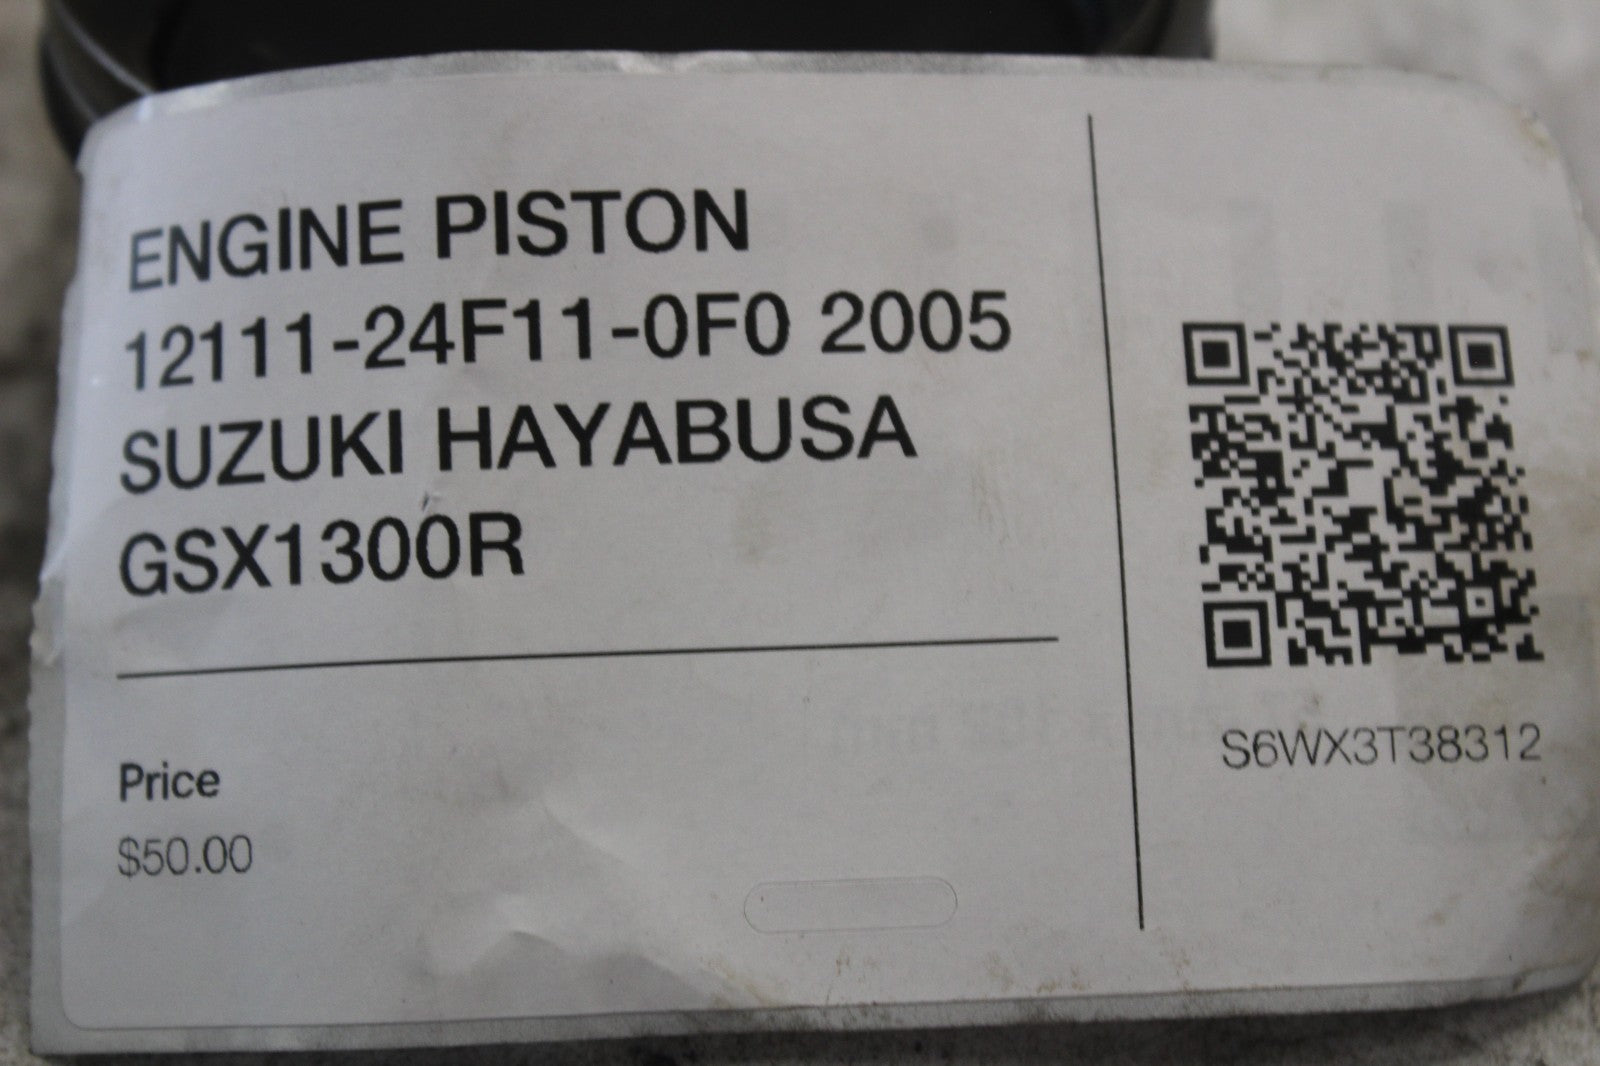 ENGINE PISTON
12111-24F11-0F0 2005
SUZUKI HAYABUSA
GSX1300R
Price
$50.00
S6WX3T38312